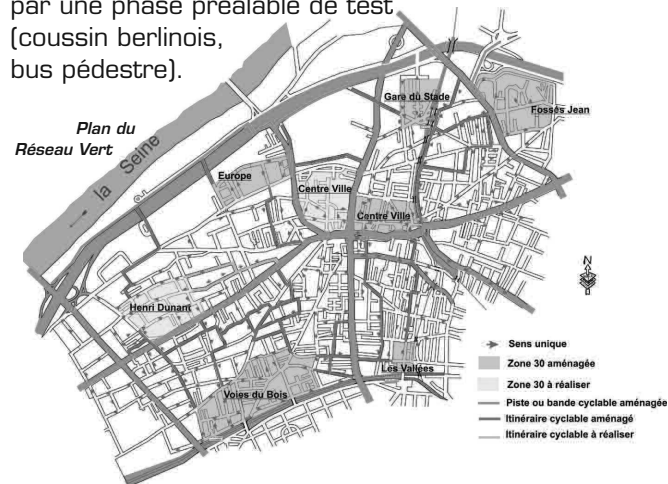 par une phase préalable de test
(coussin berlinois,
bus pédestre).
Plan du
Réseau Vert
la Seine
Gare du Stade
Fossés Jean
Europe
Centre Ville
Centre Ville
Henri Dunant
Les Vallées
Voies du Bois
N
Sens unique
Zone 30 aménagée
Zone 30 à réaliser
Piste ou bande cyclable aménagée
Itinéraire cyclable aménagé
Itinéraire cyclable à réaliser